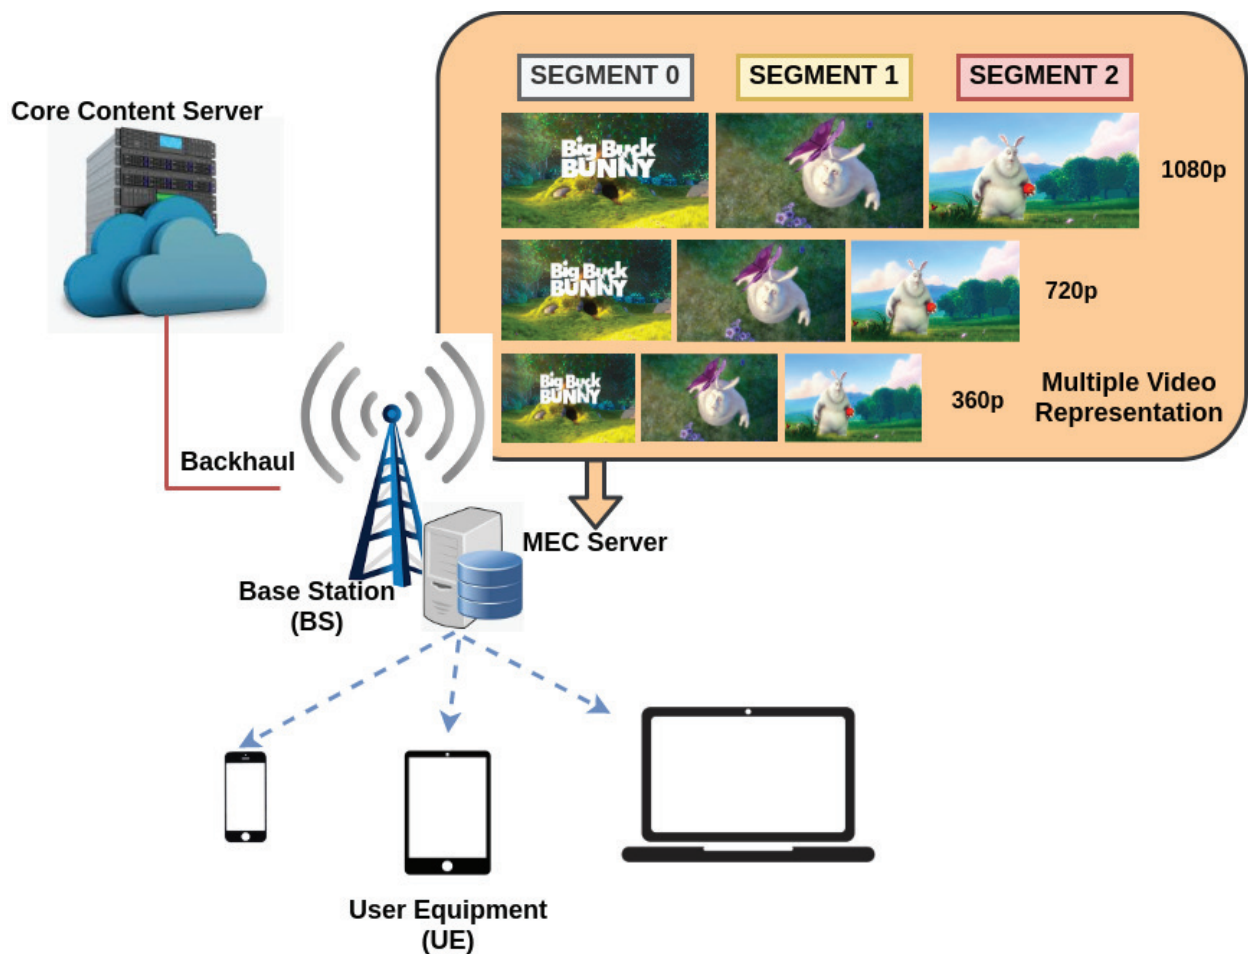 SEGMENT 0
SEGMENT 1
SEGMENT 2
Core Content Server
Big Buck
BUNNY
1080p
Big Buck
BUNNY
720p
Big Buck
BUNNY
360p
Multiple Video
Representation
Backhaul
MEC Server
Base Station
(BS)
User Equipment
(UE)